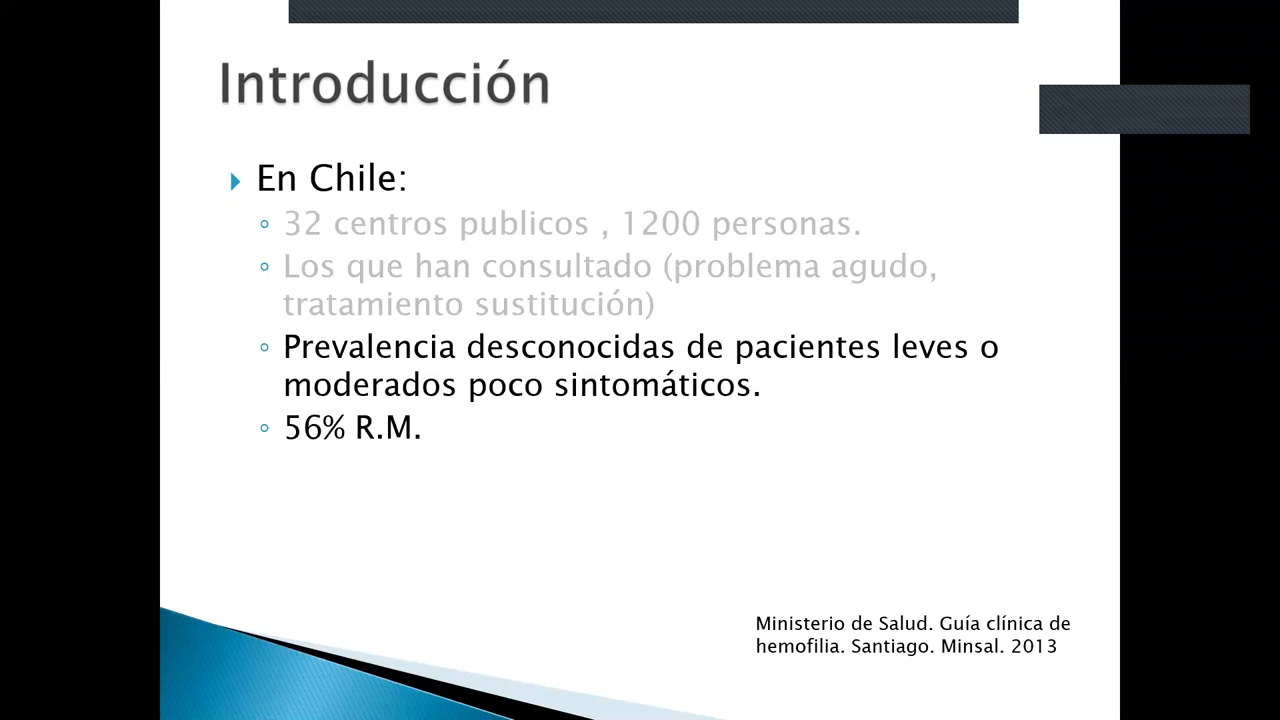 Introducción
En Chile:
32 centros publicos , 1200 personas.
Los que han consultado (problema agudo,
tratamiento sustitución)
Prevalencia desconocidas de pacientes leves o
moderados poco sintomáticos.
56% R.M.
Ministerio de Salud. Guía clínica de
hemofilia. Santiago. Minsal. 2013